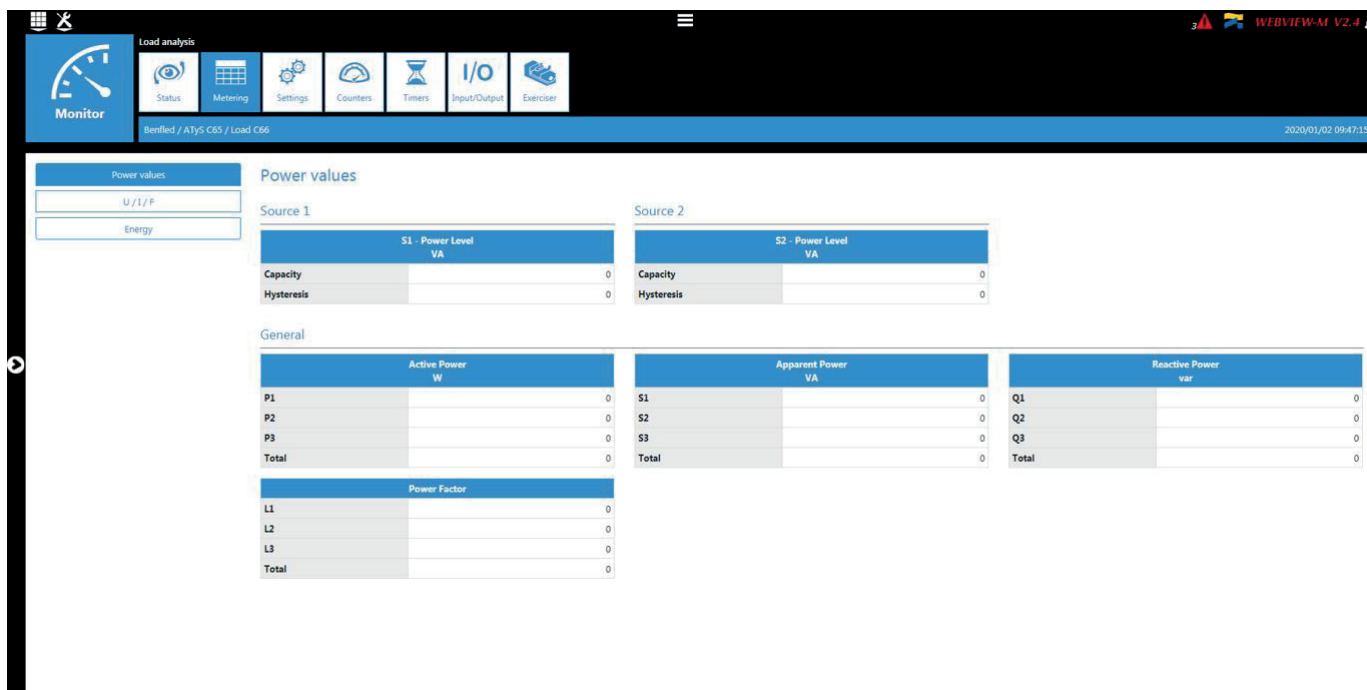 3 WEBVIEW-M V2.4
Load analysis
Monitor
Status
Metering
Settings
Counters
Timers
I/O
Input/Output
Exerciser
Benfled / ATyS C65 / Load C66
2020/01/02 09:47:15
Power values
U / I / F
Energy
Power values
Source 1
S1 - Power Level
VA
Capacity 0
Hysteresis 0
Source 2
S2 - Power Level
VA
Capacity 0
Hysteresis 0
General
Active Power
W
P1 0
P2 0
P3 0
Total 0
Apparent Power
VA
S1 0
S2 0
S3 0
Total 0
Reactive Power
var
Q1 0
Q2 0
Q3 0
Total 0
Power Factor
L1 0
L2 0
L3 0
Total 0